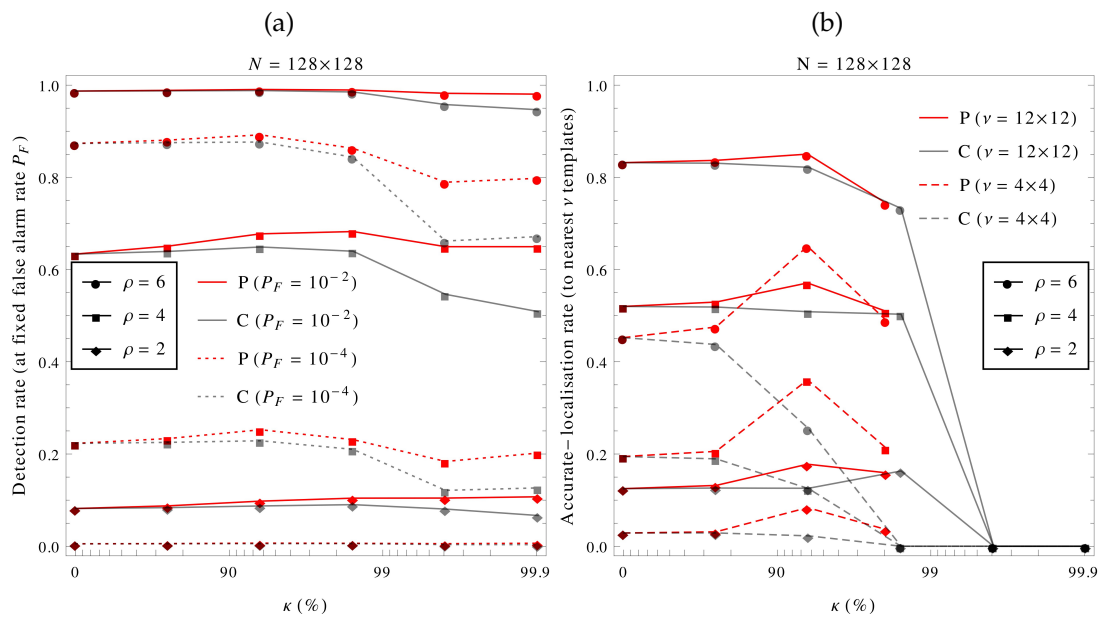 (a)
N = 128×128
Detection rate (at fixed false alarm rate P_F)
1.0
0.8
0.6
0.4
0.2
0.0
ρ = 6
ρ = 4
ρ = 2
P (P_F = 10^−2)
C (P_F = 10^−2)
P (P_F = 10^−4)
C (P_F = 10^−4)
0 90 99 99.9
κ (%)
(b)
N = 128×128
Accurate−localisation rate (to nearest ν templates)
1.0
0.8
0.6
0.4
0.2
0.0
P (ν = 12×12)
C (ν = 12×12)
P (ν = 4×4)
C (ν = 4×4)
ρ = 6
ρ = 4
ρ = 2
0 90 99 99.9
κ (%)